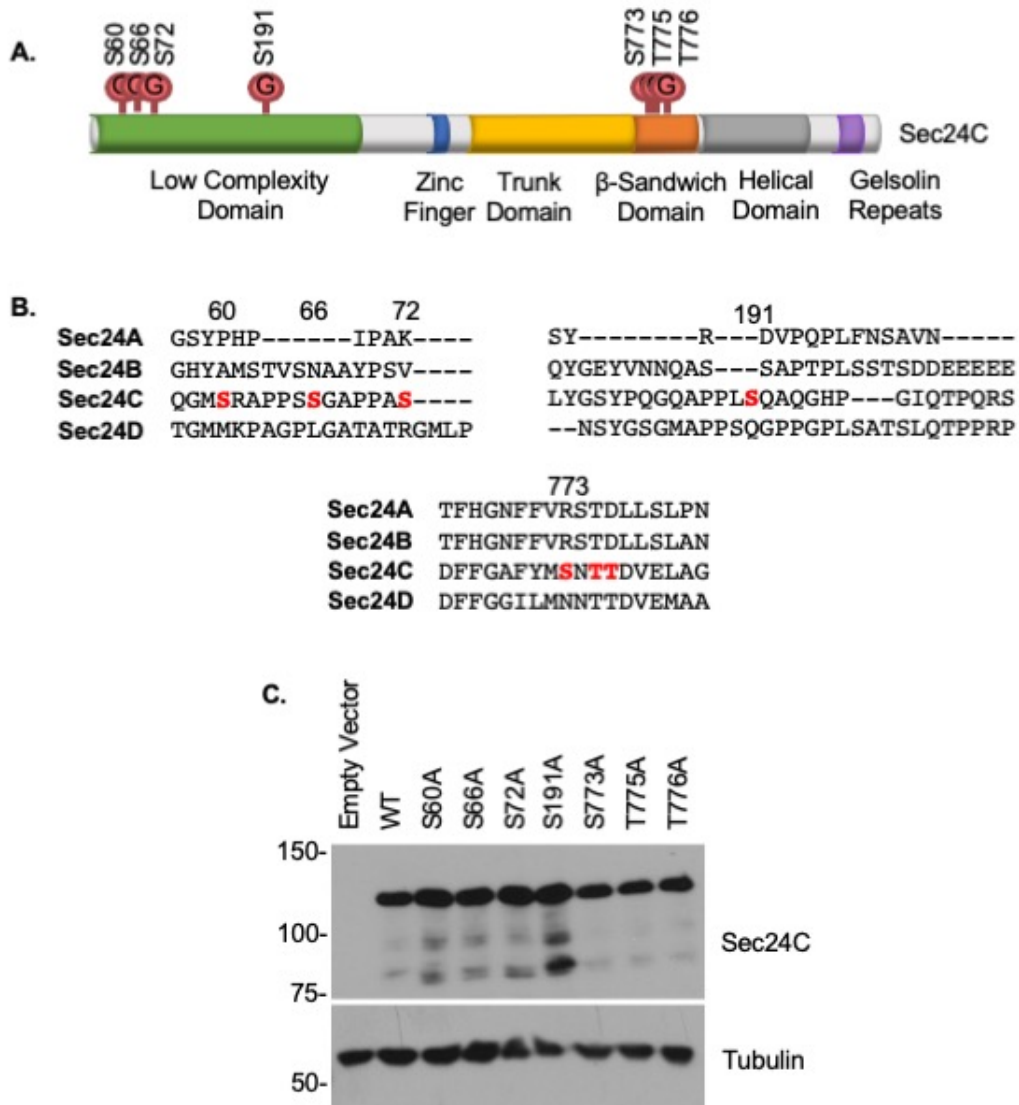 A.
S60 S66 S72 S191 S773 T775 T776
G G
G
Sec24C
Low Complexity Domain
Zinc Finger
Trunk Domain
β-Sandwich Domain
Helical Domain
Gelsolin Repeats
B.
60 66 72
Sec24A GSYPHP------IPAK----
Sec24B GHYAMSTVSNAAYPSV----
Sec24C QGMSRAPPSSGAPPAS----
Sec24D TGMMKPAGPLGATATRGMLP
191
SY---------R---DVPQPLFNSAVN-----
QYGEYVNNQAS---SAPTPLSSTSDDEEEEE
LYGSYPQGQAPPLSQAQGHP---GIQTPQRS
--NSYGSGMAPPSQGPPGPLSATSLQTPPRP
773
Sec24A TFHGNFFVRSTDLLSLPN
Sec24B TFHGNFFVRSTDLLSLAN
Sec24C DFFGAFYMSNTTDVELAG
Sec24D DFFGGILMNNTTDVEMAA
C.
Empty Vector WT S60A S66A S72A S191A S773A T775A T776A
150-
100-
75-
Sec24C
50-
Tubulin